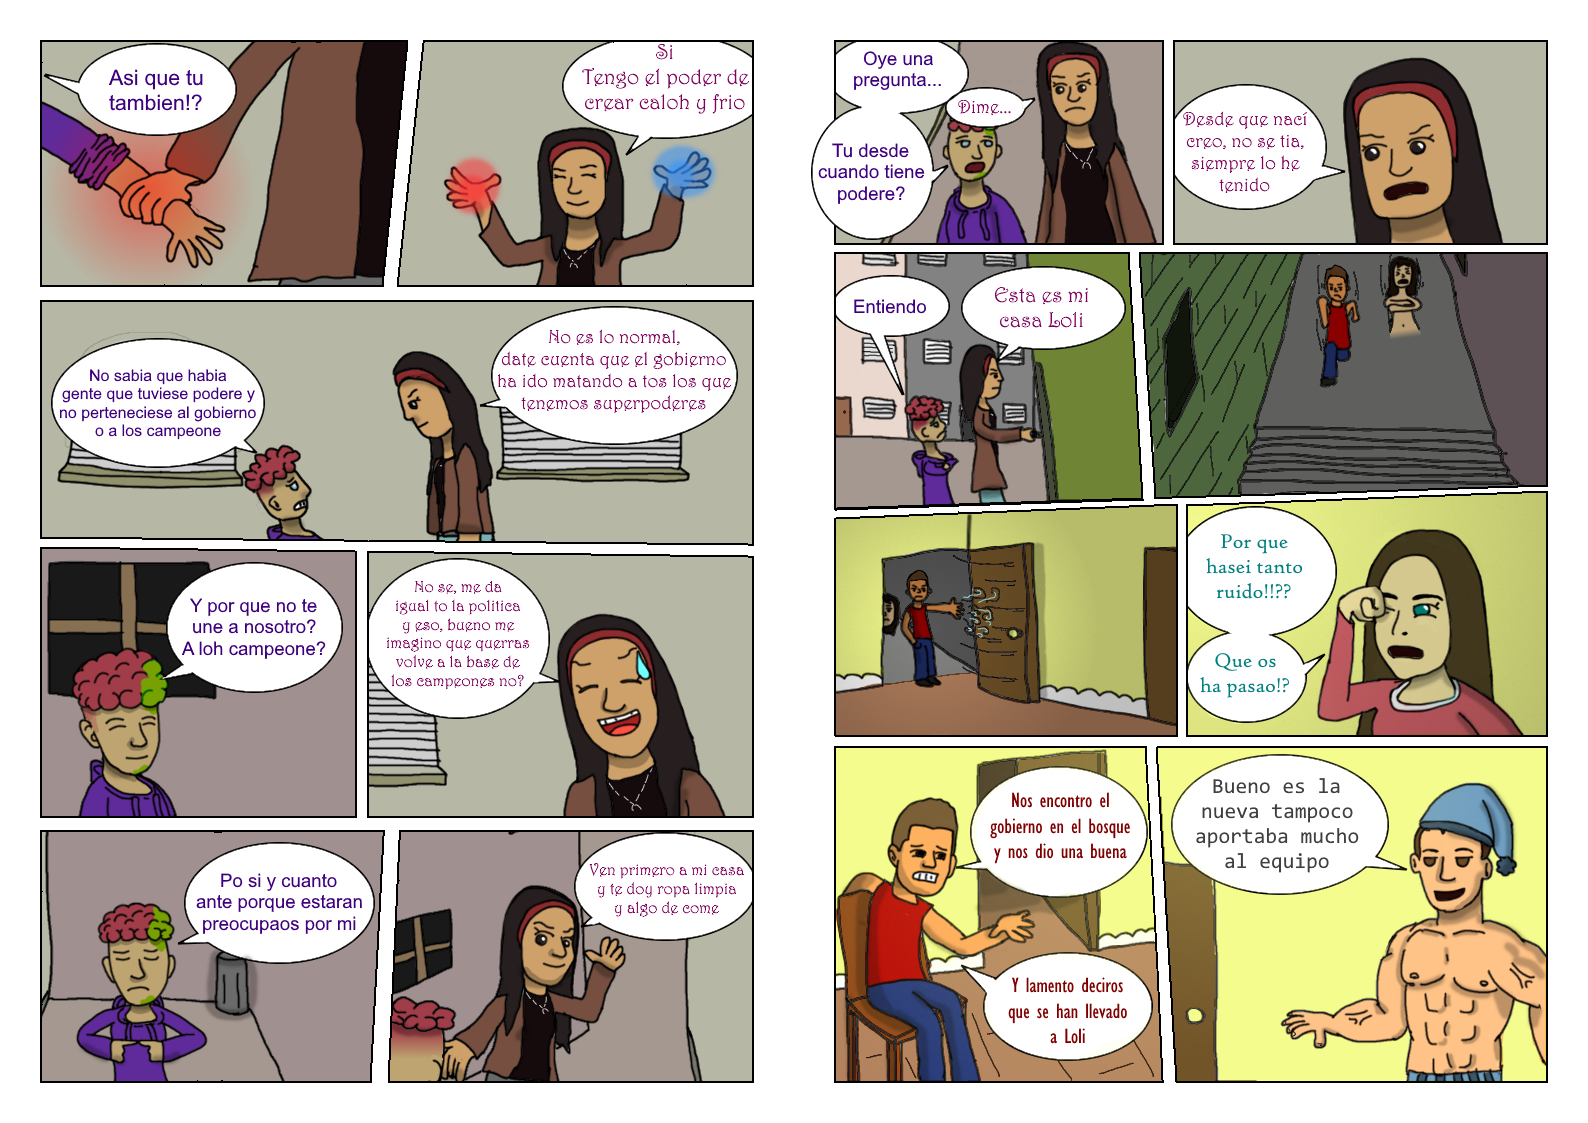 Asi que tu
tambien!?
Si
Tengo el poder de
crear caloh y frio
No sabia que habia
gente que tuviese podere y
no perteneciese al gobierno
o a los campeone
No es lo normal,
date cuenta que el gobierno
ha ido matando a tos los que
tenemos superpoderes
Y por que no te
une a nosotro?
A loh campeone?
No se, me da
igual to la politica
y eso, bueno me
imagino que querras
volve a la base de
los campeones no?
Po si y cuanto
ante porque estaran
preocupaos por mi
Ven primero a mi casa
y te doy ropa limpia
y algo de come
Oye una
pregunta...
Dime...
Tu desde
cuando tiene
podere?
Desde que nací
creo, no se tia,
siempre lo he
tenido
Entiendo
Esta es mi
casa Loli
Por que
hasei tanto
ruido!!??
Que os
ha pasao!?
Nos encontro el
gobierno en el bosque
y nos dio una buena
Y lamento deciros
que se han llevado
a Loli
Bueno es la
nueva tampoco
aportaba mucho
al equipo